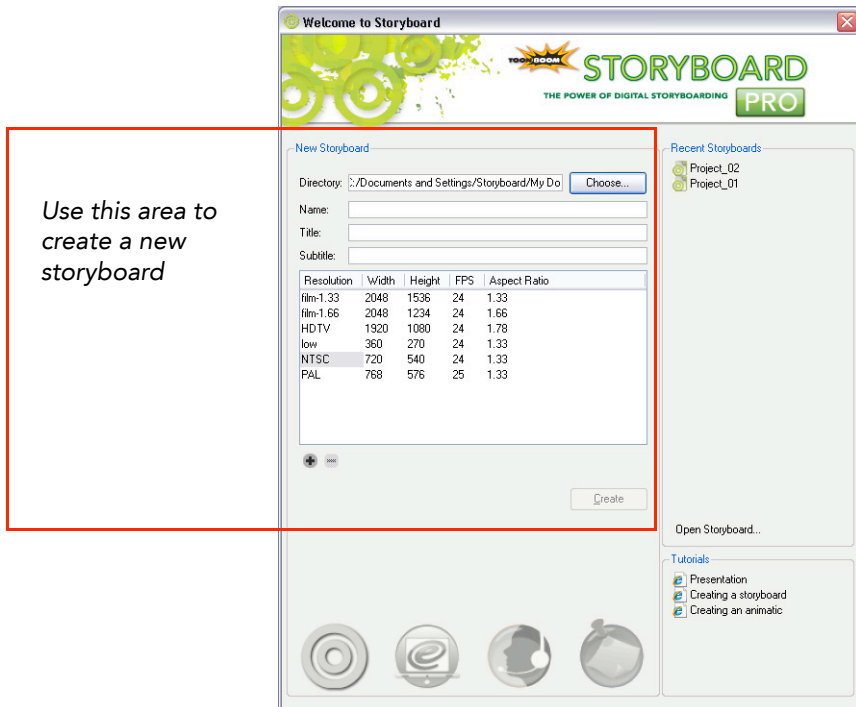 Welcome to Storyboard
TOON BOOM
STORYBOARD
THE POWER OF DIGITAL STORYBOARDING
PRO
Use this area to
create a new
storyboard
New Storyboard
Directory: :/Documents and Settings/Storyboard/My Do Choose...
Name:
Title:
Subtitle:
Resolution Width Height FPS Aspect Ratio
film-1.33 2048 1536 24 1.33
film-1.66 2048 1234 24 1.66
HDTV 1920 1080 24 1.78
low 360 270 24 1.33
NTSC 720 540 24 1.33
PAL 768 576 25 1.33
Create
Recent Storyboards
Project_02
Project_01
Open Storyboard...
Tutorials
Presentation
Creating a storyboard
Creating an animatic